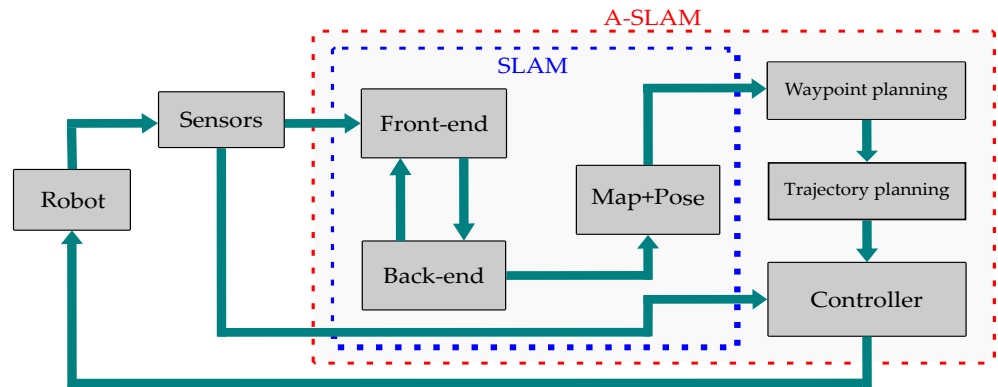 A-SLAM
SLAM
Waypoint planning
Sensors
Front-end
Trajectory planning
Robot
Map+Pose
Back-end
Controller